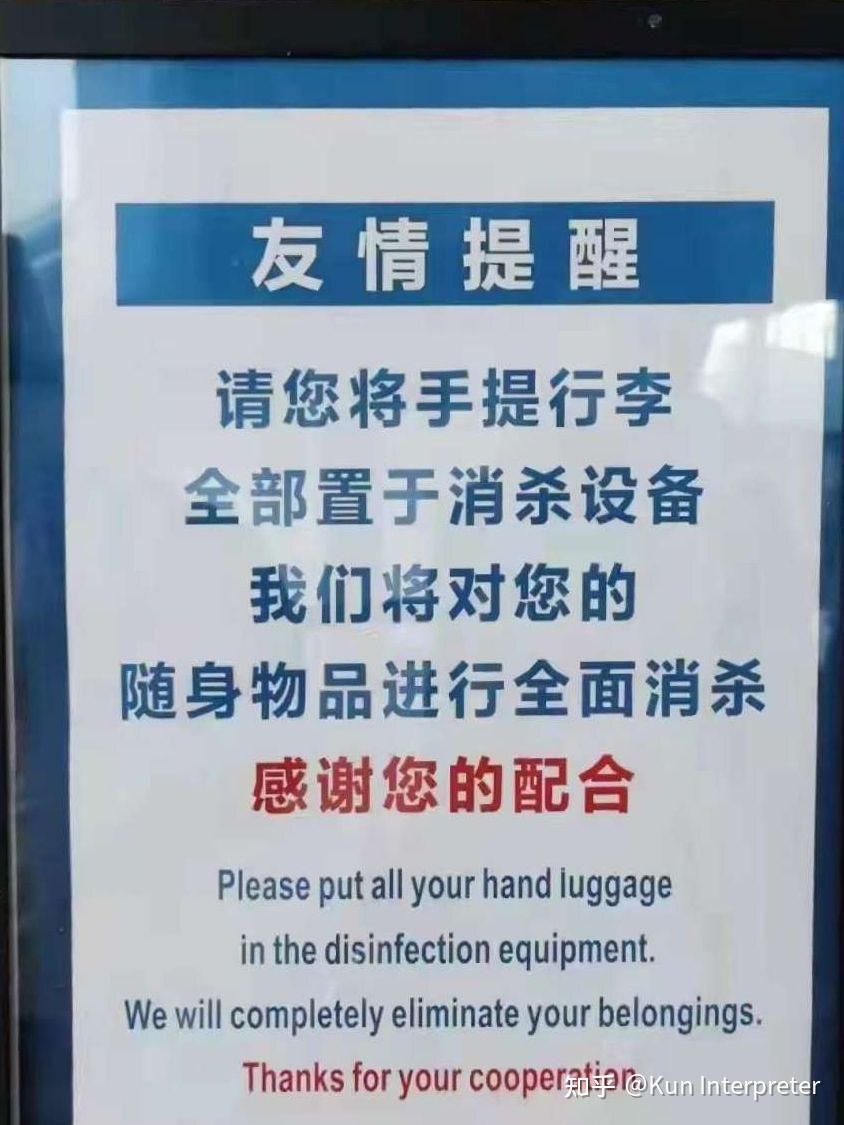 友情提醒
请您将手提行李
全部置于消杀设备
我们将对您的
随身物品进行全面消杀
感谢您的配合
Please put all your hand luggage
in the disinfection equipment.
We will completely eliminate your belongings.
Thanks for your cooperation
知乎 @Kun Interpreter